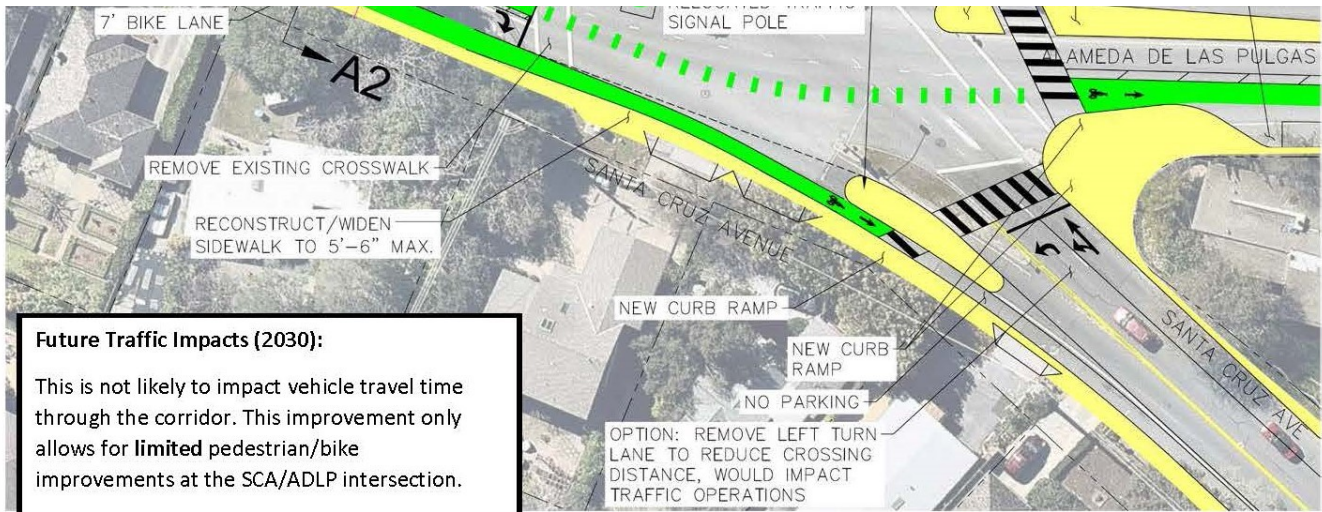 7' BIKE LANE
RELOCATED TRAFFIC
SIGNAL POLE
ALAMEDA DE LAS PULGAS
A2
REMOVE EXISTING CROSSWALK
RECONSTRUCT/WIDEN
SIDEWALK TO 5'-6" MAX.
SANTA CRUZ AVENUE
NEW CURB RAMP
NEW CURB
RAMP
NO PARKING
OPTION: REMOVE LEFT TURN
LANE TO REDUCE CROSSING
DISTANCE, WOULD IMPACT
TRAFFIC OPERATIONS
SANTA CRUZ AVE
Future Traffic Impacts (2030):
This is not likely to impact vehicle travel time
through the corridor. This improvement only
allows for limited pedestrian/bike
improvements at the SCA/ADLP intersection.